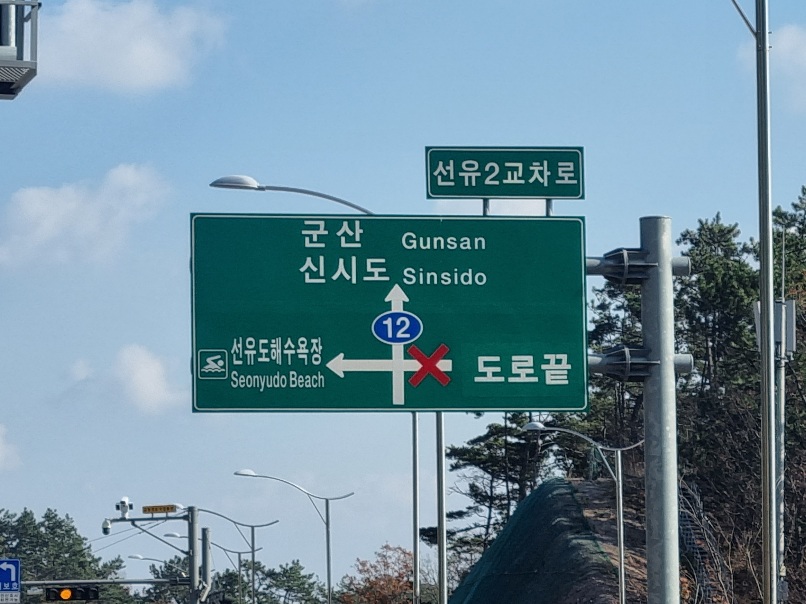 선유2교차로
군산 Gunsan
신시도 Sinsido
12
선유도해수욕장
Seonyudo Beach
도로끝